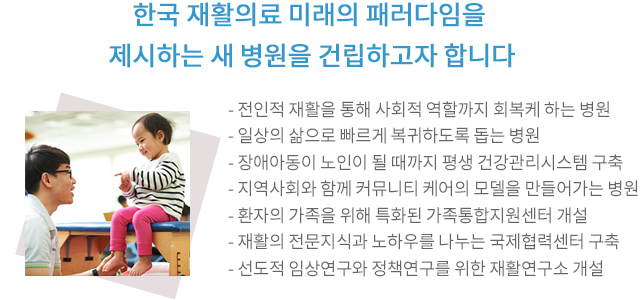 한국 재활의료 미래의 패러다임을
제시하는 새 병원을 건립하고자 합니다
- 전인적 재활을 통해 사회적 역할까지 회복케 하는 병원
- 일상의 삶으로 빠르게 복귀하도록 돕는 병원
- 장애아동이 노인이 될 때까지 평생 건강관리시스템 구축
- 지역사회와 함께 커뮤니티 케어의 모델을 만들어가는 병원
- 환자의 가족을 위해 특화된 가족통합지원센터 개설
- 재활의 전문지식과 노하우를 나누는 국제협력센터 구축
- 선도적 임상연구와 정책연구를 위한 재활연구소 개설